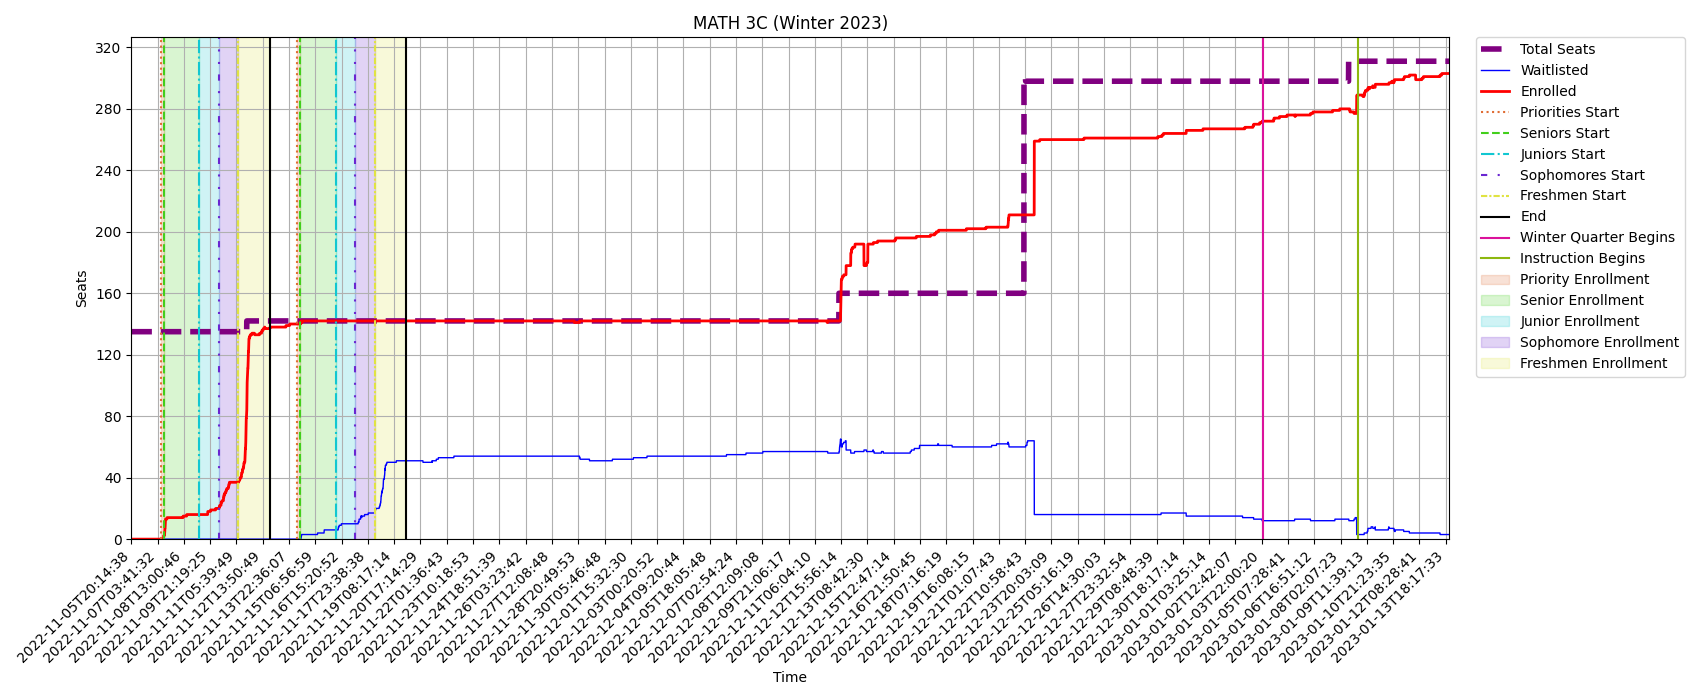 MATH 3C (Winter 2023)
Seats
320
280
240
200
160
120
80
40
0
2022-11-05T20:14:38
2022-11-07T03:41:32
2022-11-08T13:00:46
2022-11-09T21:19:25
2022-11-11T05:39:49
2022-11-12T13:50:49
2022-11-13T22:36:07
2022-11-15T06:56:59
2022-11-16T15:20:52
2022-11-17T23:38:38
2022-11-19T08:17:14
2022-11-20T17:14:29
2022-11-22T01:36:43
2022-11-23T10:18:53
2022-11-24T18:51:39
2022-11-26T03:23:42
2022-11-27T12:08:48
2022-11-28T20:49:53
2022-11-30T05:46:48
2022-12-01T15:32:30
2022-12-03T00:20:52
2022-12-04T09:20:44
2022-12-05T18:05:48
2022-12-07T02:54:24
2022-12-08T12:09:08
2022-12-09T21:06:17
2022-12-11T06:04:10
2022-12-12T15:56:14
2022-12-14T00:42:30
2022-12-15T12:47:14
2022-12-16T21:50:45
2022-12-18T07:16:19
2022-12-19T16:08:15
2022-12-21T01:07:43
2022-12-22T10:58:43
2022-12-23T20:03:09
2022-12-25T05:16:19
2022-12-26T14:30:03
2022-12-27T23:32:54
2022-12-29T08:48:39
2022-12-30T18:17:14
2023-01-01T03:25:14
2023-01-02T12:42:07
2023-01-03T22:00:20
2023-01-05T07:28:41
2023-01-06T16:51:12
2023-01-08T02:07:23
2023-01-09T11:39:13
2023-01-10T21:23:35
2023-01-12T08:28:41
2023-01-13T18:17:33
Time
Total Seats
Waitlisted
Enrolled
Priorities Start
Seniors Start
Juniors Start
Sophomores Start
Freshmen Start
End
Winter Quarter Begins
Instruction Begins
Priority Enrollment
Senior Enrollment
Junior Enrollment
Sophomore Enrollment
Freshmen Enrollment